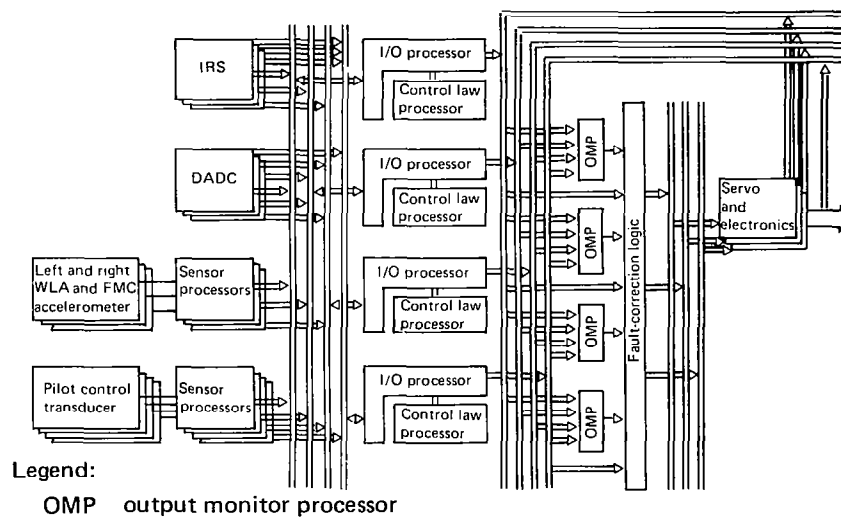 IRS
I/O processor
Control law
processor
DADC
I/O processor
Control law
processor
Left and right
WLA and FMC
accelerometer
Sensor
processors
I/O processor
Control law
processor
Pilot control
transducer
Sensor
processors
I/O processor
Control law
processor
OMP
OMP
OMP
OMP
Fault-correction logic
Servo
and
electronics
Legend:
OMP output monitor processor